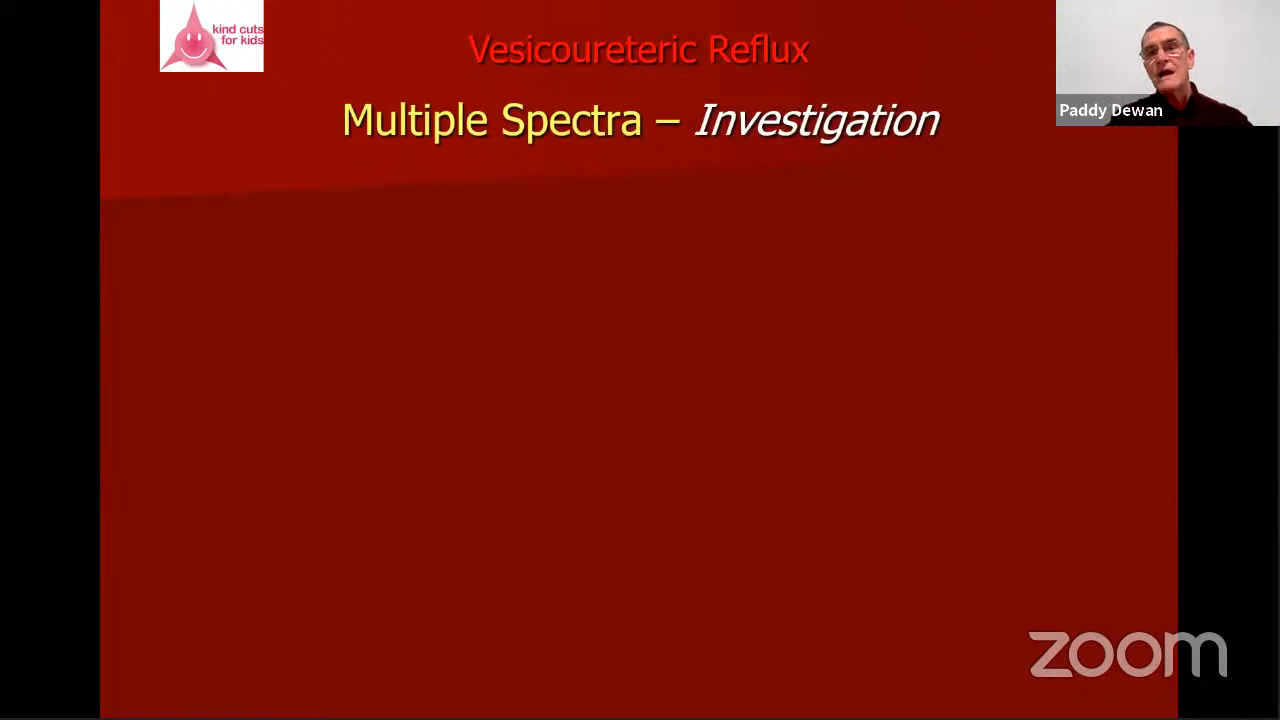 kind cuts
for kids
Vesicoureteric Reflux
Multiple Spectra – Investigation
Paddy Dewan
zoom